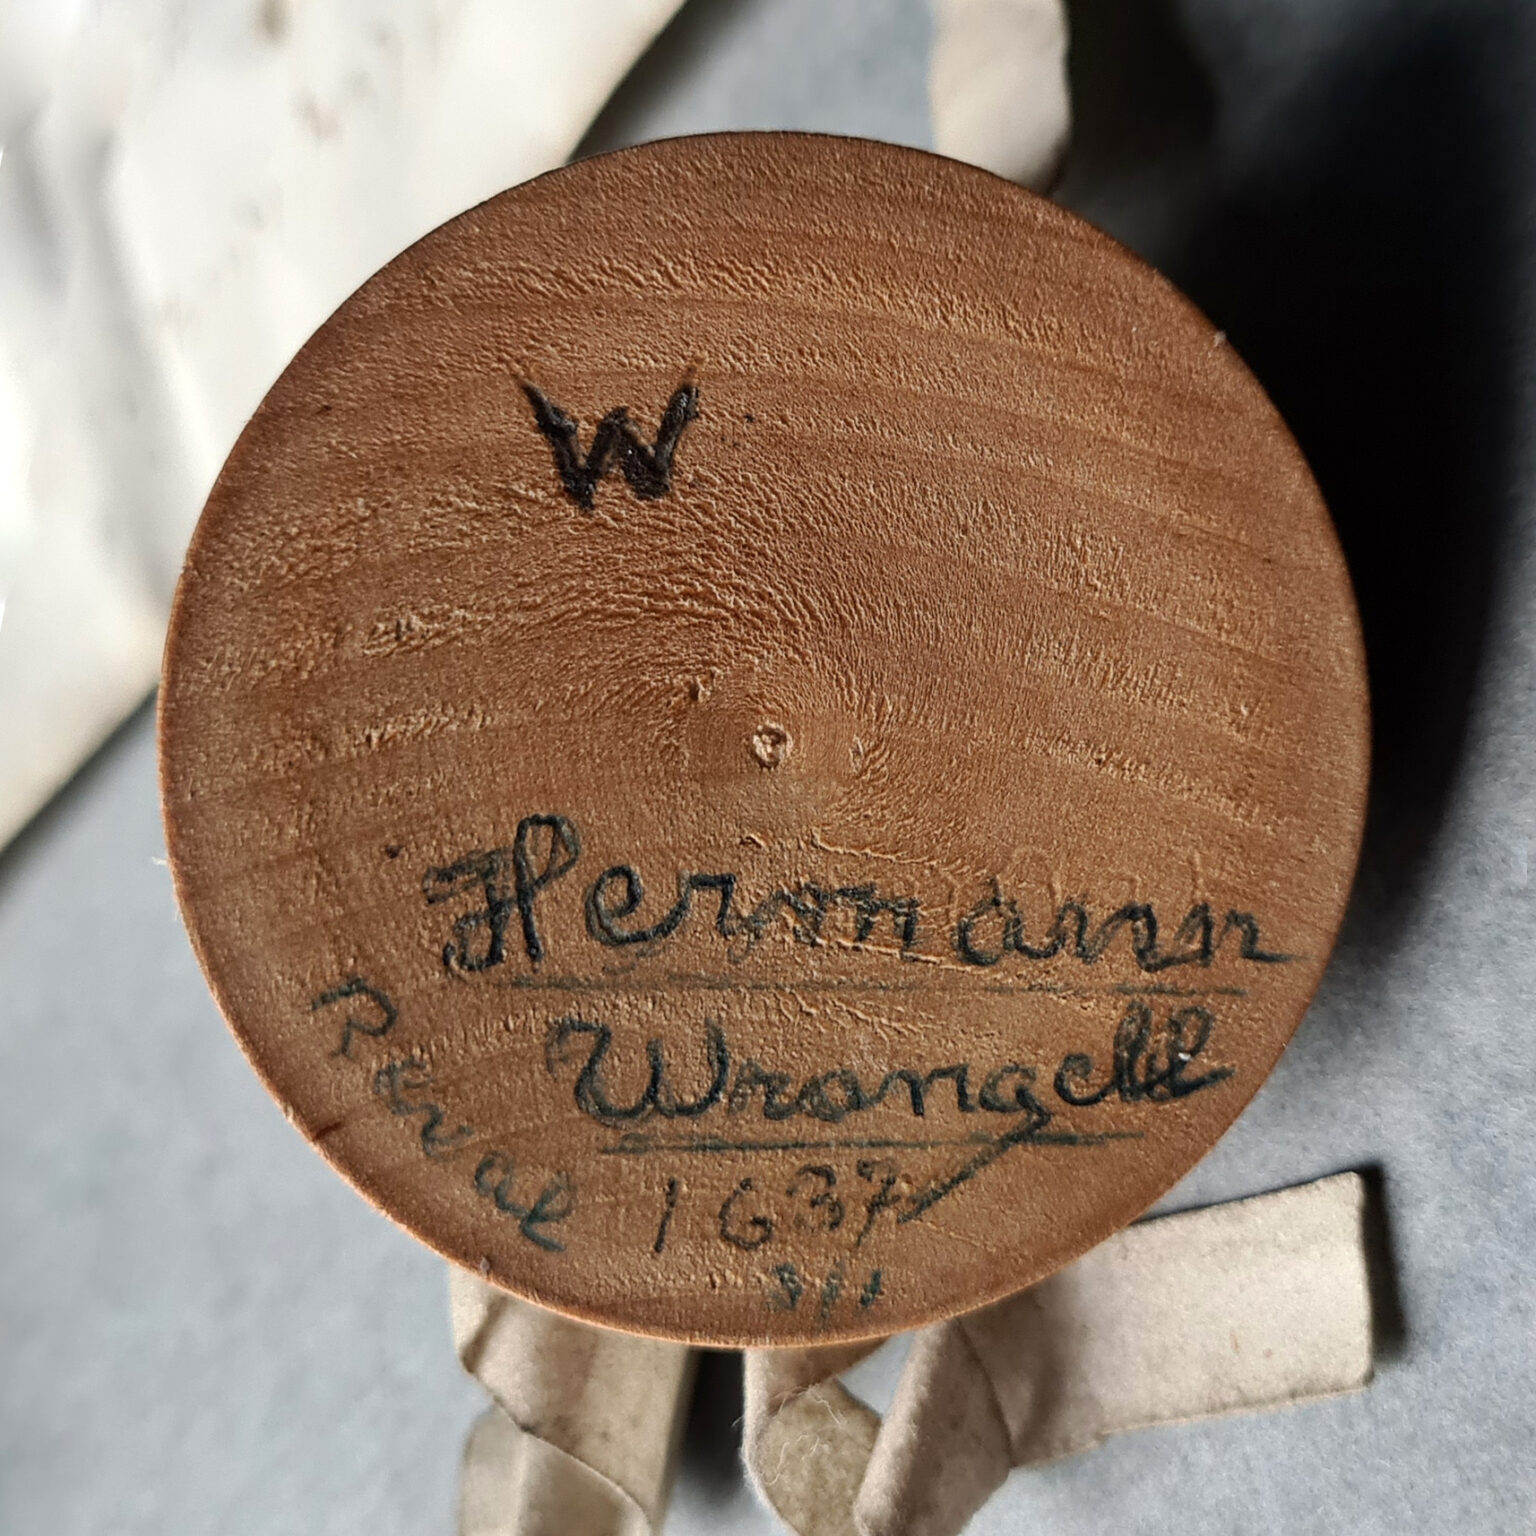 W
Hermann
Wrangell
Reval
1637